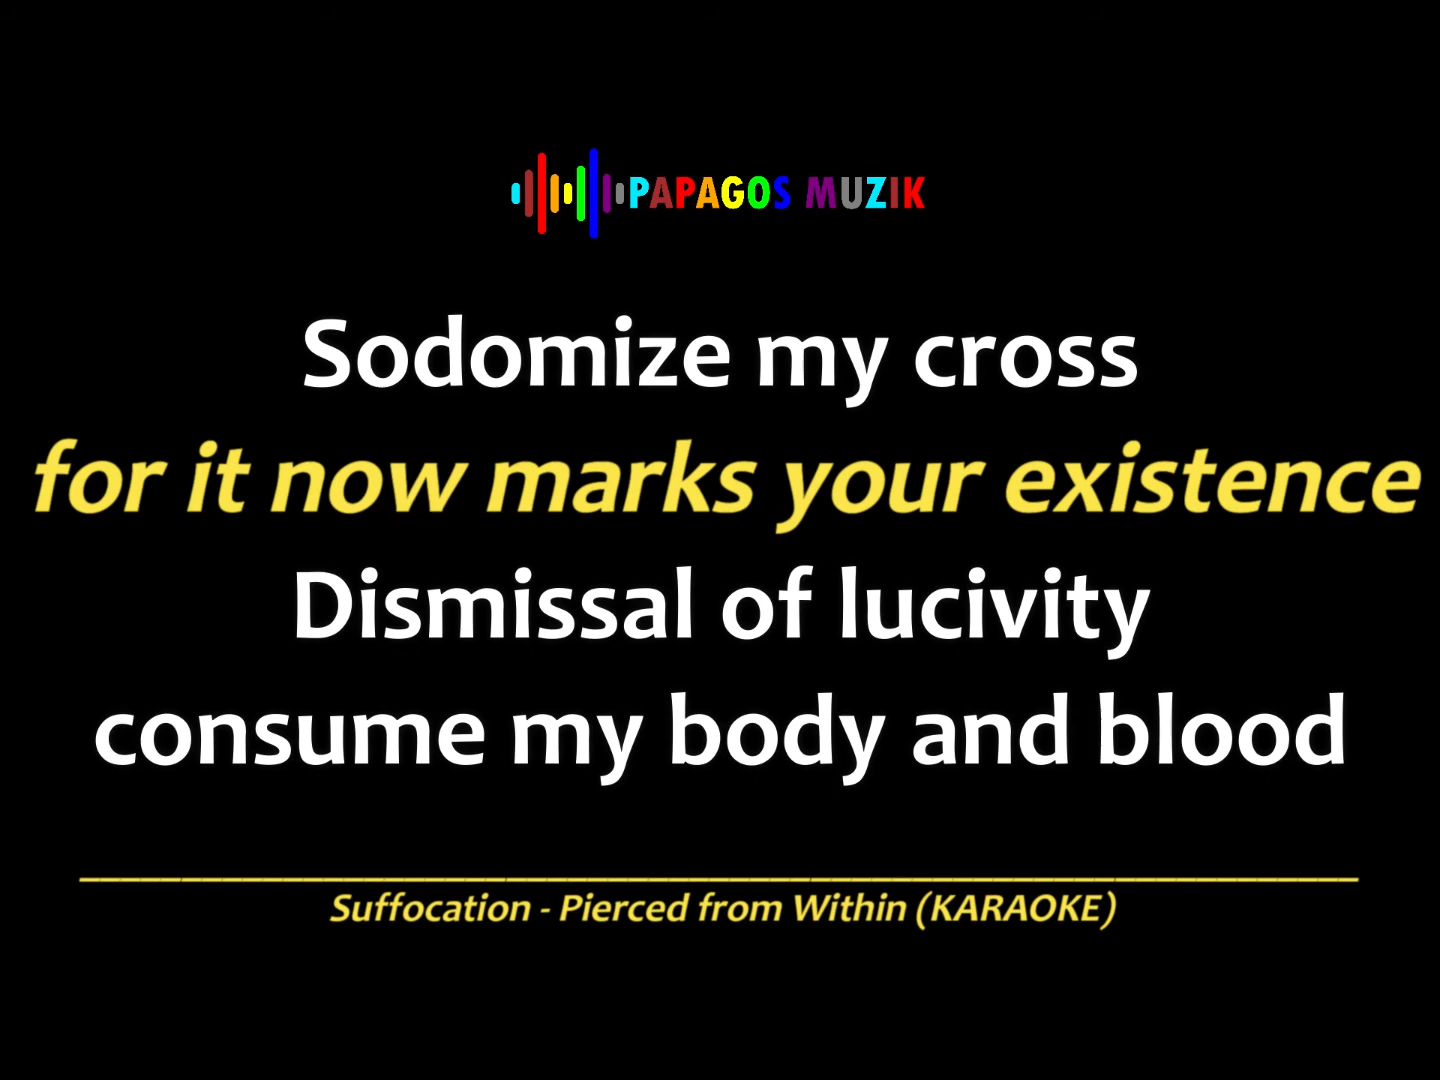 PAPAGOS MUZIK
Sodomize my cross
for it now marks your existence
Dismissal of lucivity
consume my body and blood
Suffocation - Pierced from Within (KARAOKE)